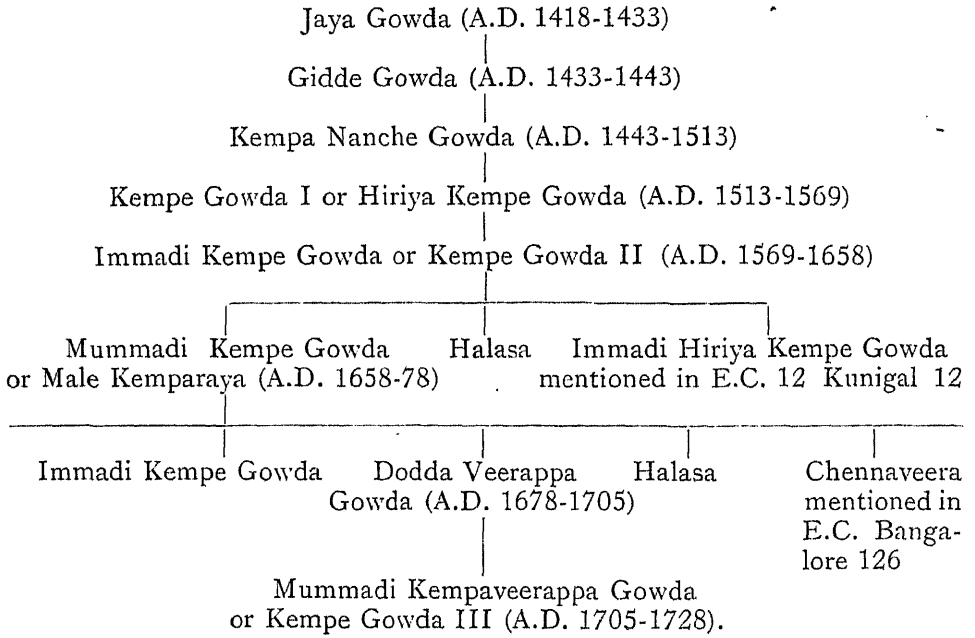 Jaya Gowda (A.D. 1418-1433)
Gidde Gowda (A.D. 1433-1443)
Kempa Nanche Gowda (A.D. 1443-1513)
Kempe Gowda I or Hiriya Kempe Gowda (A.D. 1513-1569)
Immadi Kempe Gowda or Kempe Gowda II (A.D. 1569-1658)
Mummadi Kempe Gowda
or Male Kemparaya (A.D. 1658-78)
Halasa
Immadi Hiriya Kempe Gowda
mentioned in E.C. 12 Kunigal 12
Immadi Kempe Gowda
Dodda Veerappa
Gowda (A.D. 1678-1705)
Halasa
Chennaveera
mentioned in
E.C. Banga-
lore 126
Mummadi Kempaveerappa Gowda
or Kempe Gowda III (A.D. 1705-1728).